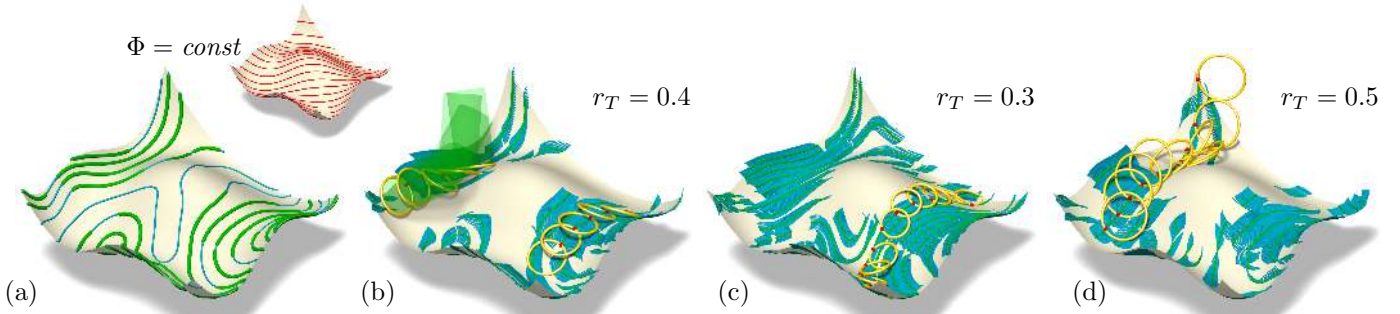 Φ = const
r_T = 0.4
r_T = 0.3
r_T = 0.5
(a)
(b)
(c)
(d)